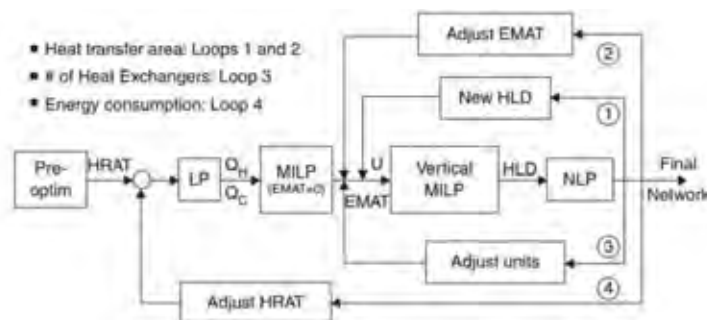 ▪ Heat transfer area: Loops 1 and 2
▪ # of Heat Exchangers: Loop 3
▪ Energy consumption: Loop 4
Adjust EMAT
②
New HLD
①
Pre-
optim
HRAT
LP
Q_H
Q_C
MILP
(EMAT=0)
U
EMAT
Vertical
MILP
HLD
NLP
Final
Network
Adjust units
③
Adjust HRAT
④